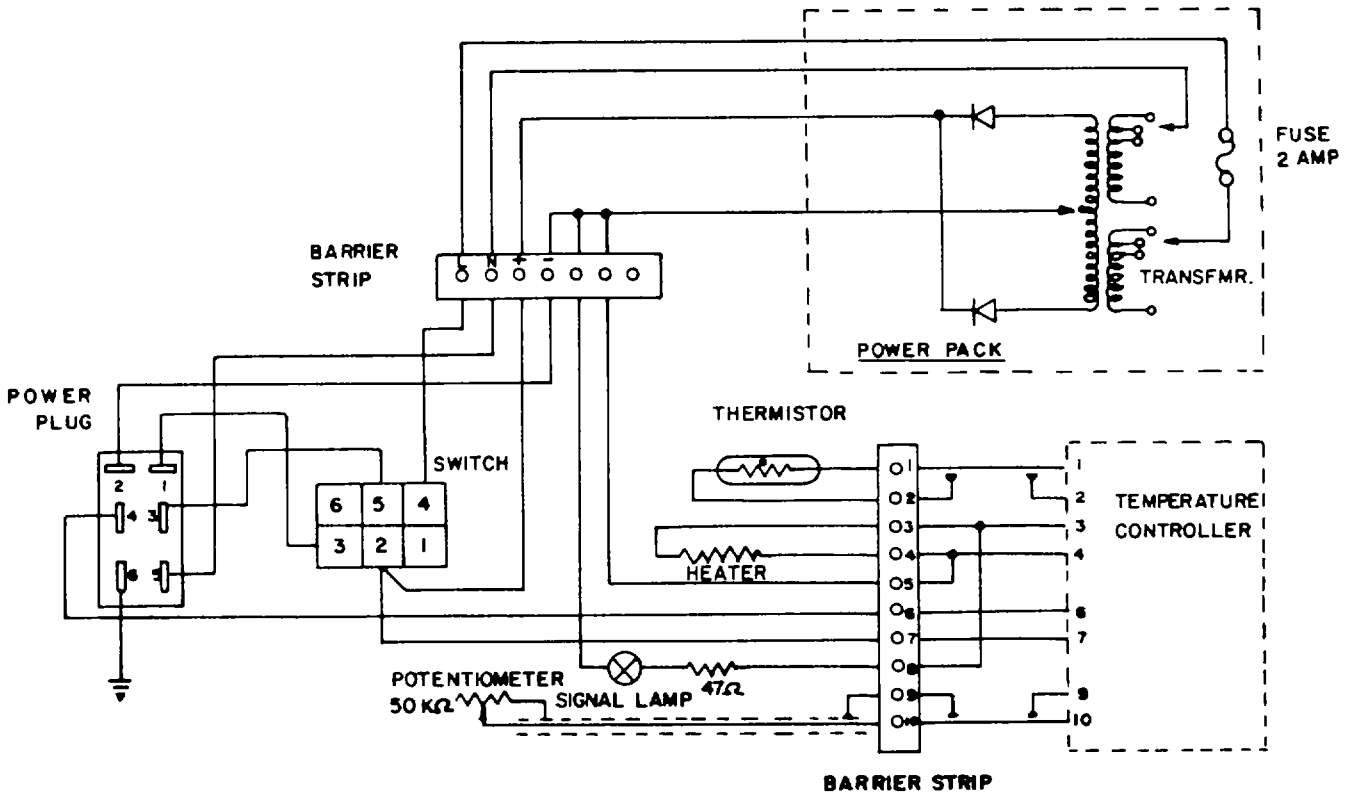 FUSE
2 AMP
BARRIER
STRIP
L N + -
TRANSFMR.
POWER PACK
POWER
PLUG
THERMISTOR
SWITCH
2 1
4 3
6 5
6 5 4
3 2 1
HEATER
1
2
3
4
5
6
7
8
9
10
TEMPERATURE
CONTROLLER
1
2
3
4
6
7
9
10
POTENTIOMETER
50 KΩ
SIGNAL LAMP
47Ω
BARRIER STRIP